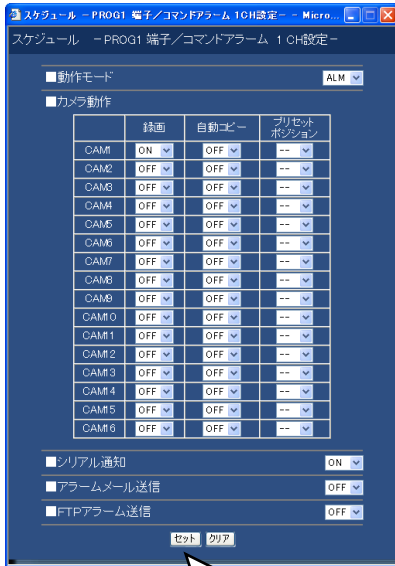 スケジュール －PROG1 端子／コマンドアラーム 1CH設定－ - Micro...
スケジュール －PROG1 端子／コマンドアラーム 1 CH設定－
■動作モード ALM
■カメラ動作
録画 自動コピー プリセットポジション
CAM1 ON OFF --
CAM2 OFF OFF --
CAM3 OFF OFF --
CAM4 OFF OFF --
CAM5 OFF OFF --
CAM6 OFF OFF --
CAM7 OFF OFF --
CAM8 OFF OFF --
CAM9 OFF OFF --
CAM10 OFF OFF --
CAM11 OFF OFF --
CAM12 OFF OFF --
CAM13 OFF OFF --
CAM14 OFF OFF --
CAM15 OFF OFF --
CAM16 OFF OFF --
■シリアル通知 ON
■アラームメール送信 OFF
■FTPアラーム送信 OFF
セット クリア